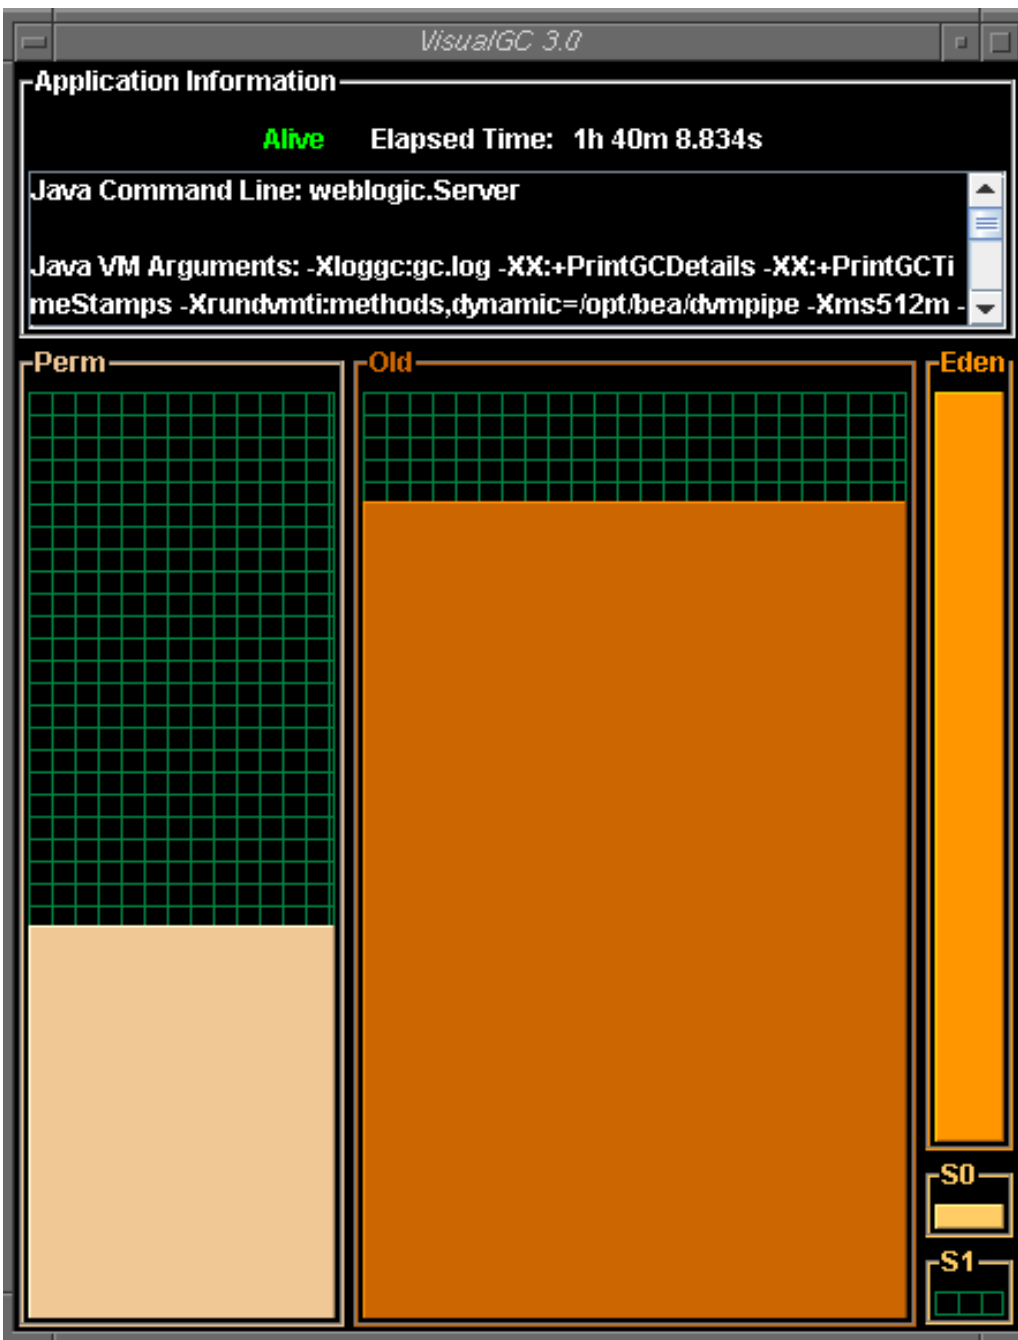 VisualGC 3.0
Application Information
Alive Elapsed Time: 1h 40m 8.834s
Java Command Line: weblogic.Server
Java VM Arguments: -Xloggc:gc.log -XX:+PrintGCDetails -XX:+PrintGCTi
meStamps -Xrundvmti:methods,dynamic=/opt/bea/dvmpipe -Xms512m -
Perm
Old
Eden
S0
S1